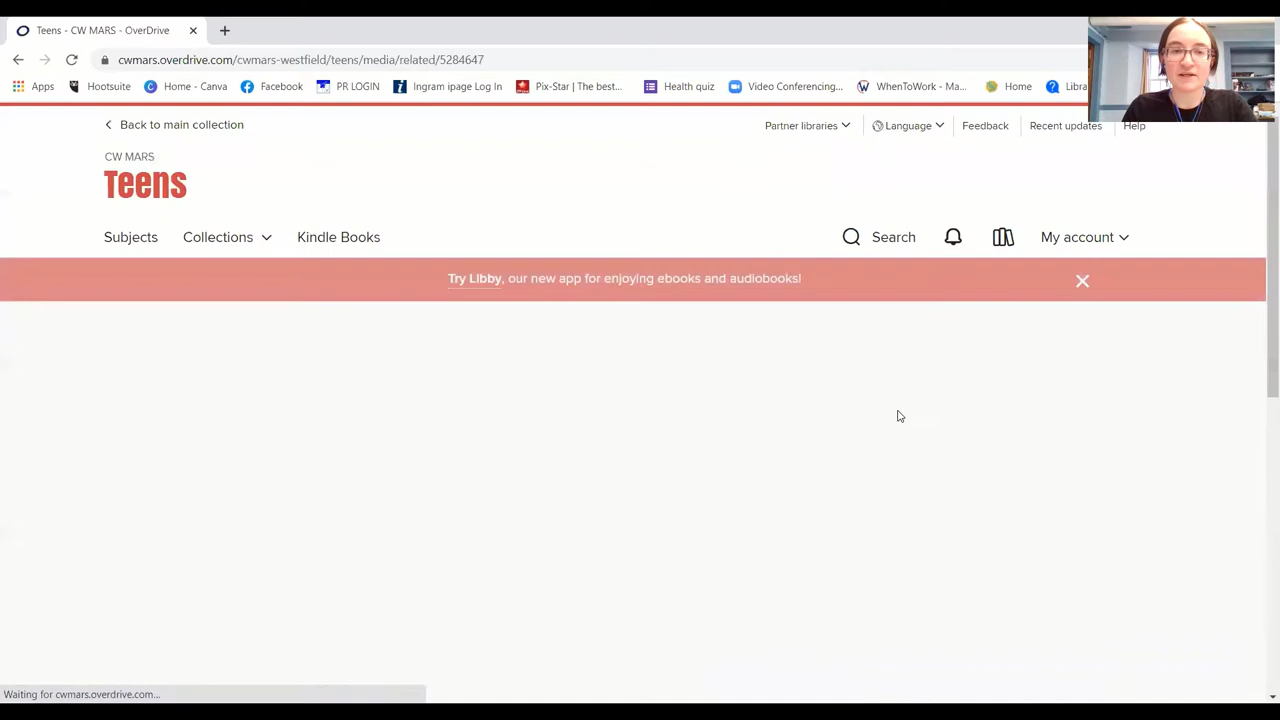 Teens - CW MARS - OverDrive
cwmars.overdrive.com/cwmars-westfield/teens/media/related/5284647
Apps Hootsuite Home - Canva Facebook PR LOGIN Ingram ipage Log In Pix-Star | The best... Health quiz Video Conferencing... WhenToWork - Ma... Home Libra
Back to main collection Partner libraries Language Feedback Recent updates Help
CW MARS
Teens
Subjects Collections Kindle Books Search My account
Try Libby, our new app for enjoying ebooks and audiobooks!
Waiting for cwmars.overdrive.com...